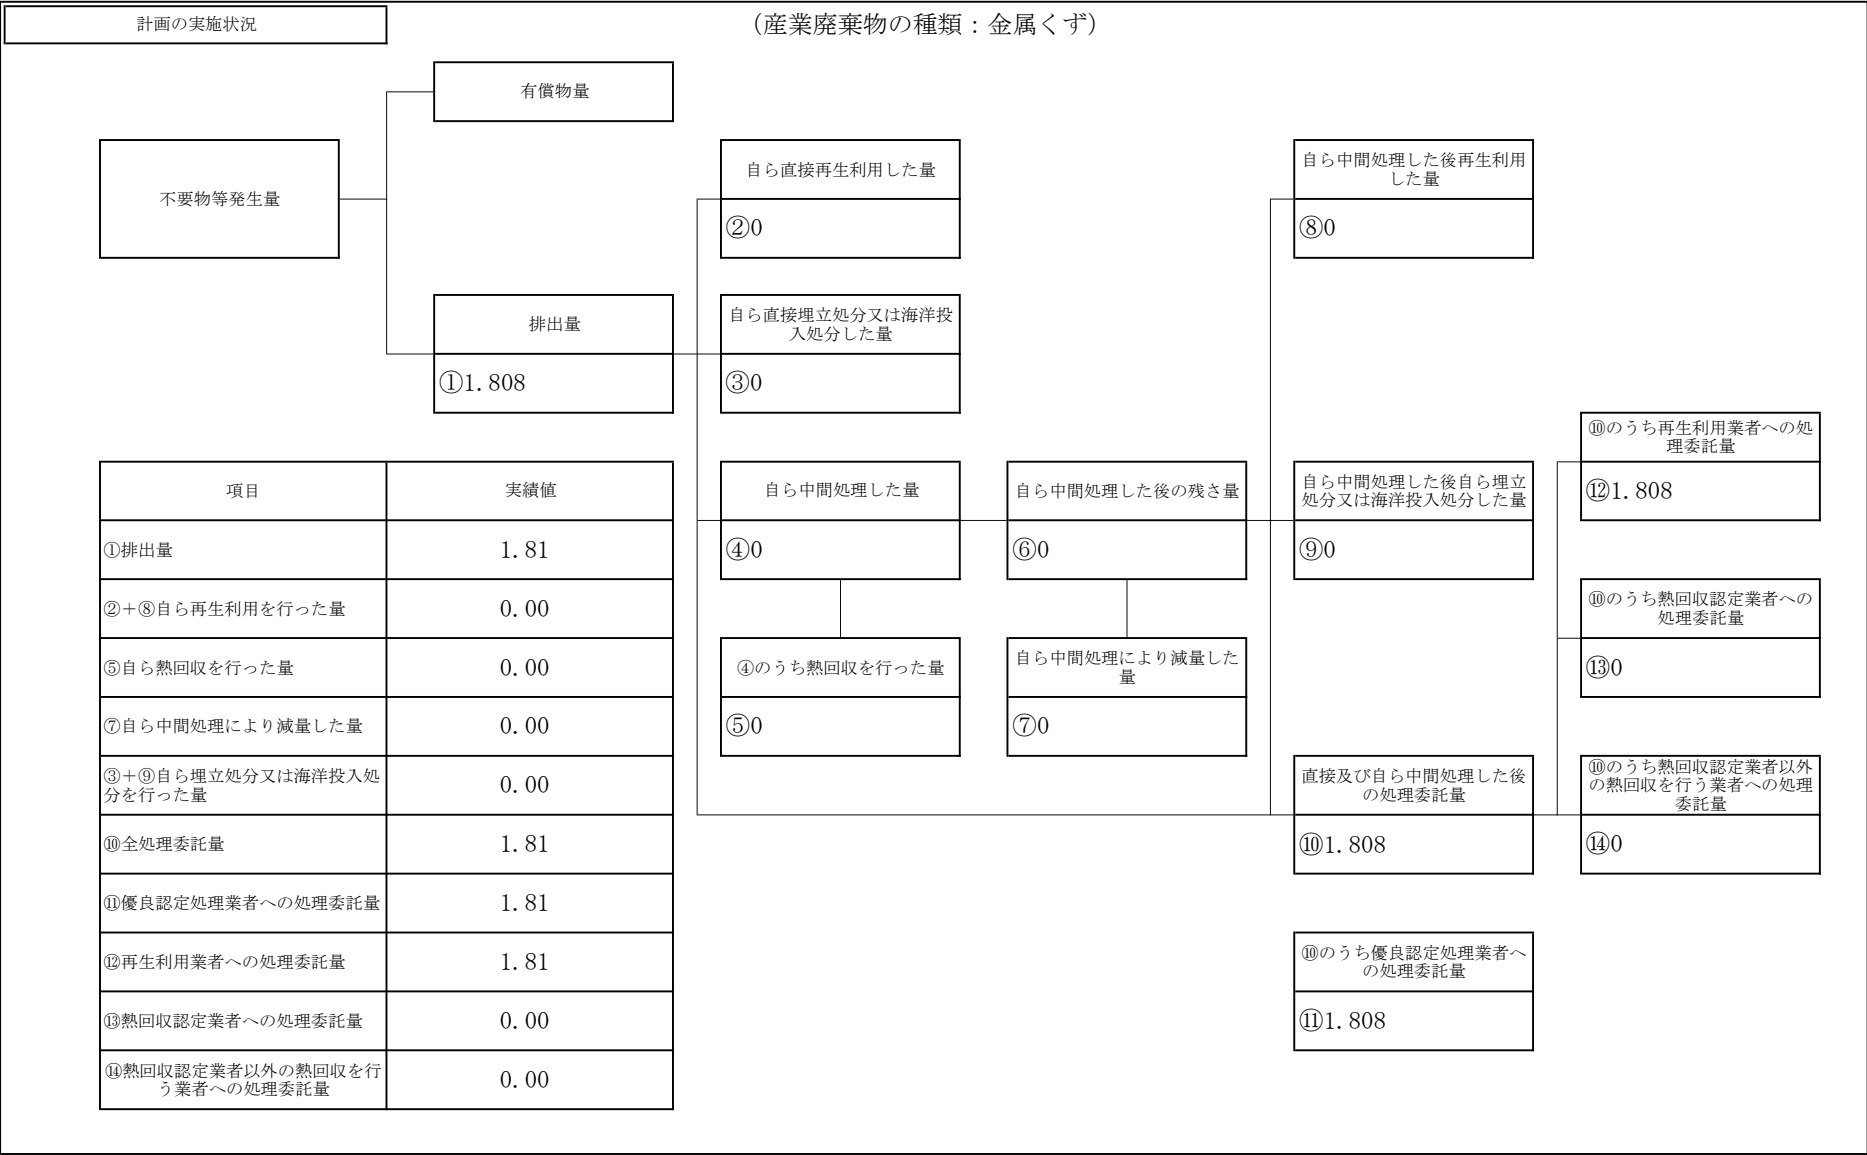 計画の実施状況
（産業廃棄物の種類：金属くず）
有償物量
不要物等発生量
自ら直接再生利用した量
②0
自ら中間処理した後再生利用
した量
⑧0
排出量
①1.808
自ら直接埋立処分又は海洋投
入処分した量
③0
⑩のうち再生利用業者への処
理委託量
⑫1.808
自ら中間処理した量
④0
自ら中間処理した後の残さ量
⑥0
自ら中間処理した後自ら埋立
処分又は海洋投入処分した量
⑨0
⑩のうち熱回収認定業者への
処理委託量
⑬0
④のうち熱回収を行った量
⑤0
自ら中間処理により減量した
量
⑦0
直接及び自ら中間処理した後
の処理委託量
⑩1.808
⑩のうち熱回収認定業者以外
の熱回収を行う業者への処理
委託量
⑭0
⑩のうち優良認定処理業者へ
の処理委託量
⑪1.808
項目 実績値
①排出量 1.81
②＋⑧自ら再生利用を行った量 0.00
⑤自ら熱回収を行った量 0.00
⑦自ら中間処理により減量した量 0.00
③＋⑨自ら埋立処分又は海洋投入処
分を行った量 0.00
⑩全処理委託量 1.81
⑪優良認定処理業者への処理委託量 1.81
⑫再生利用業者への処理委託量 1.81
⑬熱回収認定業者への処理委託量 0.00
⑭熱回収認定業者以外の熱回収を行
う業者への処理委託量 0.00